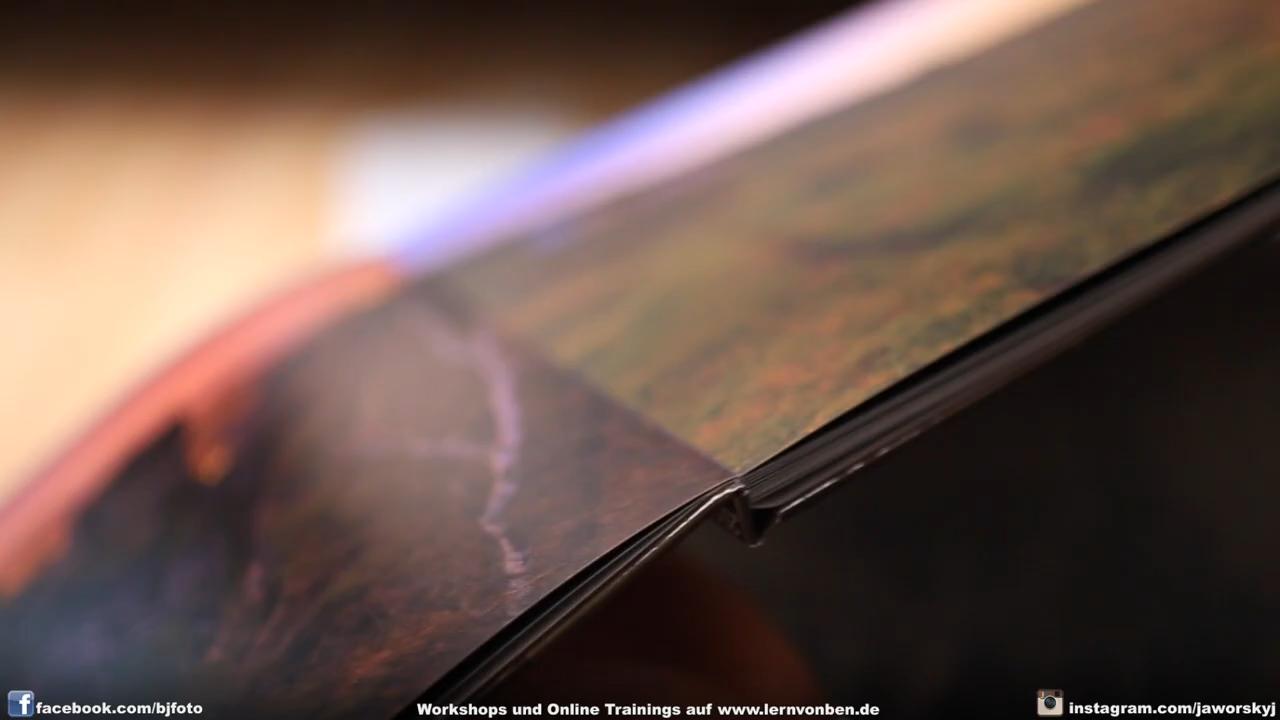 facebook.com/bjfoto
Workshops und Online Trainings auf www.lernvonben.de
instagram.com/jaworskyj